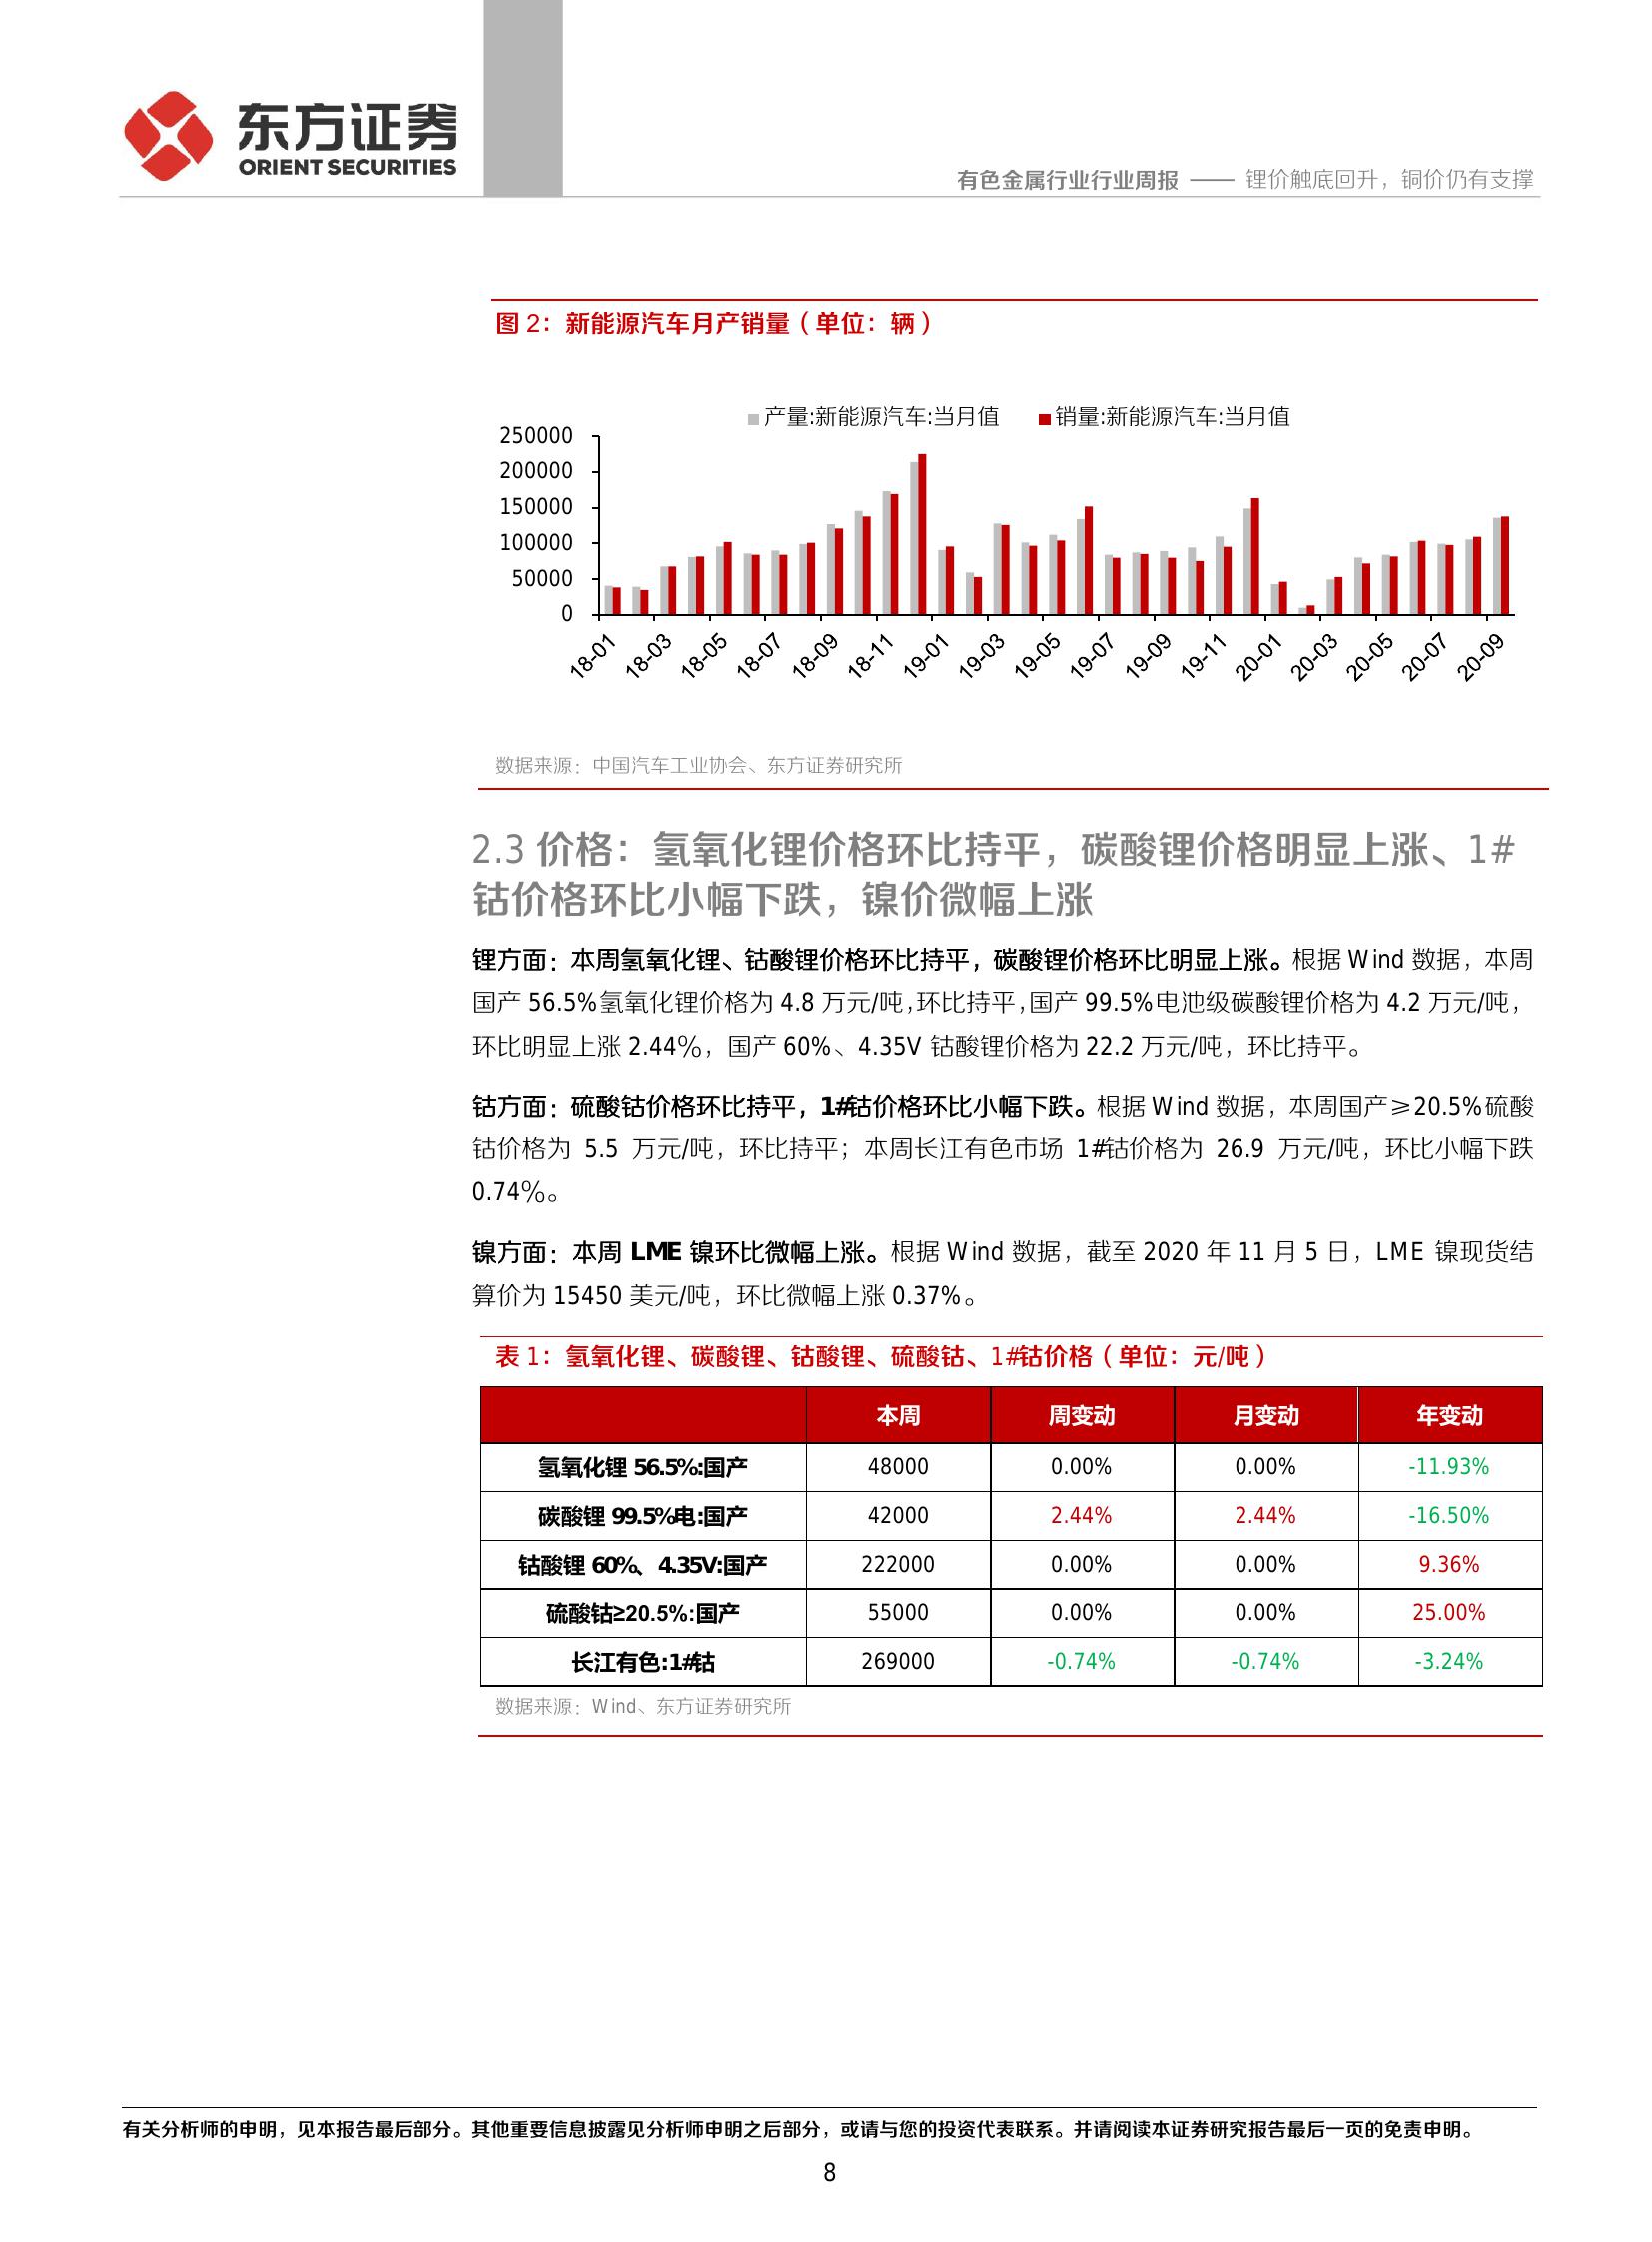 东方证券
ORIENT SECURITIES
有色金属行业行业周报 —— 锂价触底回升，铜价仍有支撑
图 2：新能源汽车月产销量（单位：辆）
产量:新能源汽车:当月值 销量:新能源汽车:当月值
250000
200000
150000
100000
50000
0
18-01 18-03 18-05 18-07 18-09 18-11 19-01 19-03 19-05 19-07 19-09 19-11 20-01 20-03 20-05 20-07 20-09
数据来源：中国汽车工业协会、东方证券研究所
2.3 价格：氢氧化锂价格环比持平，碳酸锂价格明显上涨、1#
钴价格环比小幅下跌，镍价微幅上涨
锂方面：本周氢氧化锂、钴酸锂价格环比持平，碳酸锂价格环比明显上涨。根据 Wind 数据，本周
国产 56.5%氢氧化锂价格为 4.8 万元/吨，环比持平，国产 99.5%电池级碳酸锂价格为 4.2 万元/吨，
环比明显上涨 2.44%，国产 60%、4.35V 钴酸锂价格为 22.2 万元/吨，环比持平。
钴方面：硫酸钴价格环比持平，1#钴价格环比小幅下跌。根据 Wind 数据，本周国产≥20.5%硫酸
钴价格为 5.5 万元/吨，环比持平；本周长江有色市场 1#钴价格为 26.9 万元/吨，环比小幅下跌
0.74%。
镍方面：本周 LME 镍环比微幅上涨。根据 Wind 数据，截至 2020 年 11 月 5 日，LME 镍现货结
算价为 15450 美元/吨，环比微幅上涨 0.37%。
表 1：氢氧化锂、碳酸锂、钴酸锂、硫酸钴、1#钴价格（单位：元/吨）
本周 周变动 月变动 年变动
氢氧化锂 56.5%:国产 48000 0.00% 0.00% -11.93%
碳酸锂 99.5%电:国产 42000 2.44% 2.44% -16.50%
钴酸锂 60%、4.35V:国产 222000 0.00% 0.00% 9.36%
硫酸钴≥20.5%:国产 55000 0.00% 0.00% 25.00%
长江有色:1#钴 269000 -0.74% -0.74% -3.24%
数据来源：Wind、东方证券研究所
有关分析师的申明，见本报告最后部分。其他重要信息披露见分析师申明之后部分，或请与您的投资代表联系。并请阅读本证券研究报告最后一页的免责申明。
8